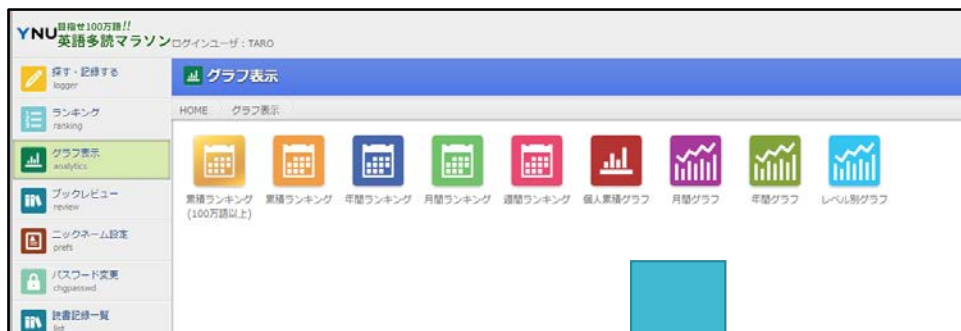 YNU 目指せ100万語!!
英語多読マラソン ログインユーザ : TARO
探す・記録する
logger
ランキング
ranking
グラフ表示
analytics
ブックレビュー
review
ニックネーム設定
prefs
パスワード変更
chgpasswd
読書記録一覧
list
グラフ表示
HOME グラフ表示
累積ランキング
(100万語以上)
累積ランキング
年間ランキング
月間ランキング
週間ランキング
個人累積グラフ
月間グラフ
年間グラフ
レベル別グラフ